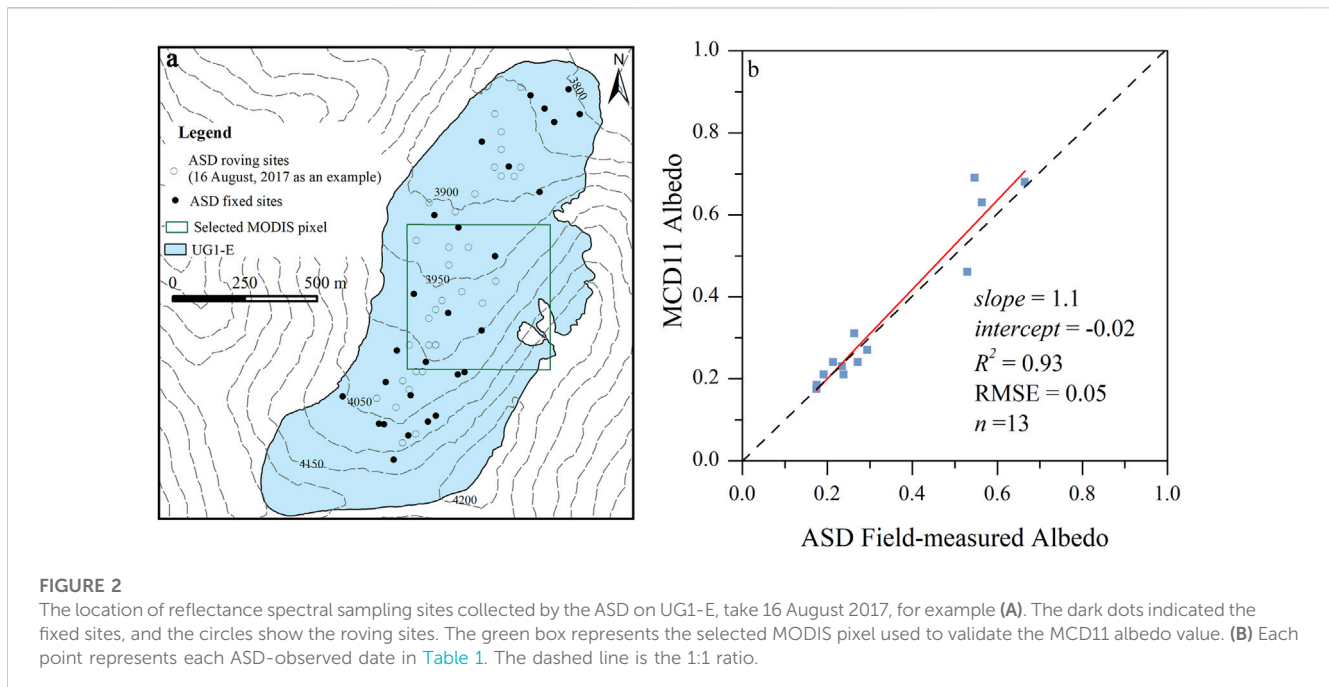 a
N
3800
Legend
ASD roving sites
(16 August, 2017 as an example)
ASD fixed sites
Selected MODIS pixel
UG1-E
0 250 500 m
3900
3950
4050
4150
4200
b
1.0
0.8
0.6
0.4
0.2
0.0
MCD11 Albedo
slope = 1.1
intercept = -0.02
R² = 0.93
RMSE = 0.05
n =13
0.0 0.2 0.4 0.6 0.8 1.0
ASD Field-measured Albedo
FIGURE 2
The location of reflectance spectral sampling sites collected by the ASD on UG1-E, take 16 August 2017, for example (A). The dark dots indicated the
fixed sites, and the circles show the roving sites. The green box represents the selected MODIS pixel used to validate the MCD11 albedo value. (B) Each
point represents each ASD-observed date in Table 1. The dashed line is the 1:1 ratio.